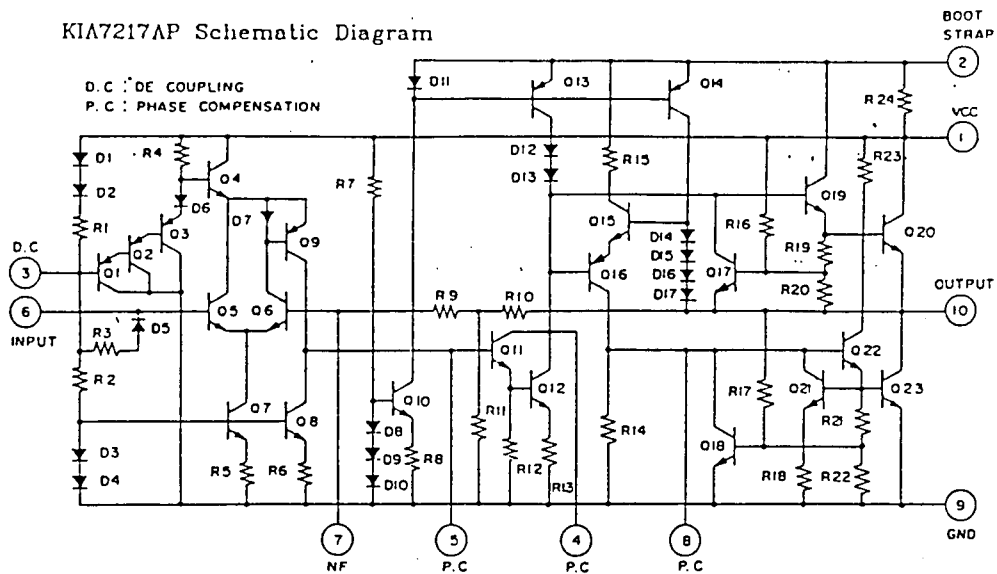 KIA7217AP Schematic Diagram
BOOT
STRAP
D.C : DE COUPLING
P.C : PHASE COMPENSATION
D11
Q13
Q14
2
R24
VCC
1
D1
R4
D2
Q4
R7
D12
D13
R15
R23
D6
D7
Q19
R1
Q3
Q9
Q15
D14
R16
R19
Q20
D.C
3
Q1
Q2
D15
D16
Q16
Q17
D17
R20
6
INPUT
Q5
Q6
R9
R10
OUTPUT
10
R3
D5
Q11
Q22
R2
Q10
Q12
R17
Q21
Q23
Q7
Q8
D8
R11
R14
Q18
R21
D3
D4
R5
R6
D9
D10
R8
R12
R13
R18
R22
9
GND
7
5
4
8
NF
P.C
P.C
P.C